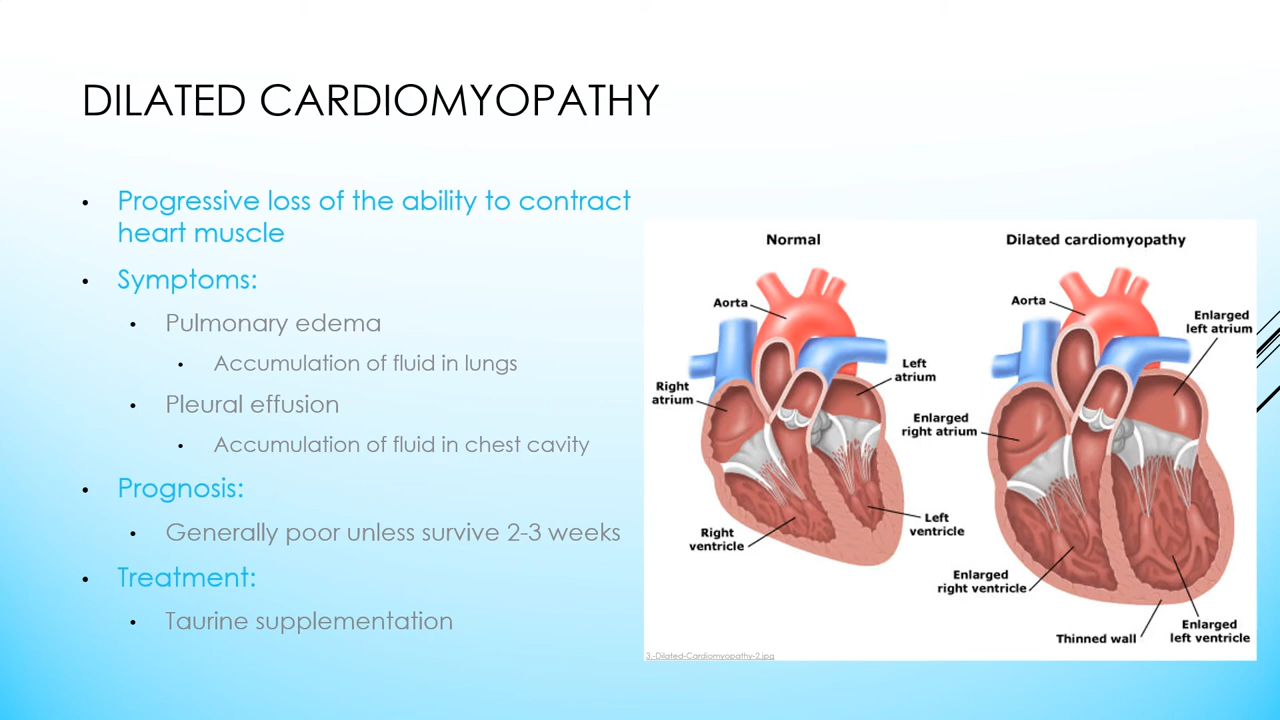 DILATED CARDIOMYOPATHY
• Progressive loss of the ability to contract
heart muscle
• Symptoms:
• Pulmonary edema
• Accumulation of fluid in lungs
• Pleural effusion
• Accumulation of fluid in chest cavity
• Prognosis:
• Generally poor unless survive 2-3 weeks
• Treatment:
• Taurine supplementation
Normal
Aorta
Right
atrium
Left
atrium
Right
ventricle
Left
ventricle
Dilated cardiomyopathy
Aorta
Enlarged
left atrium
Enlarged
right atrium
Enlarged
right ventricle
Thinned wall
Enlarged
left ventricle
3.-Dilated-Cardiomyopathy-2.jpg